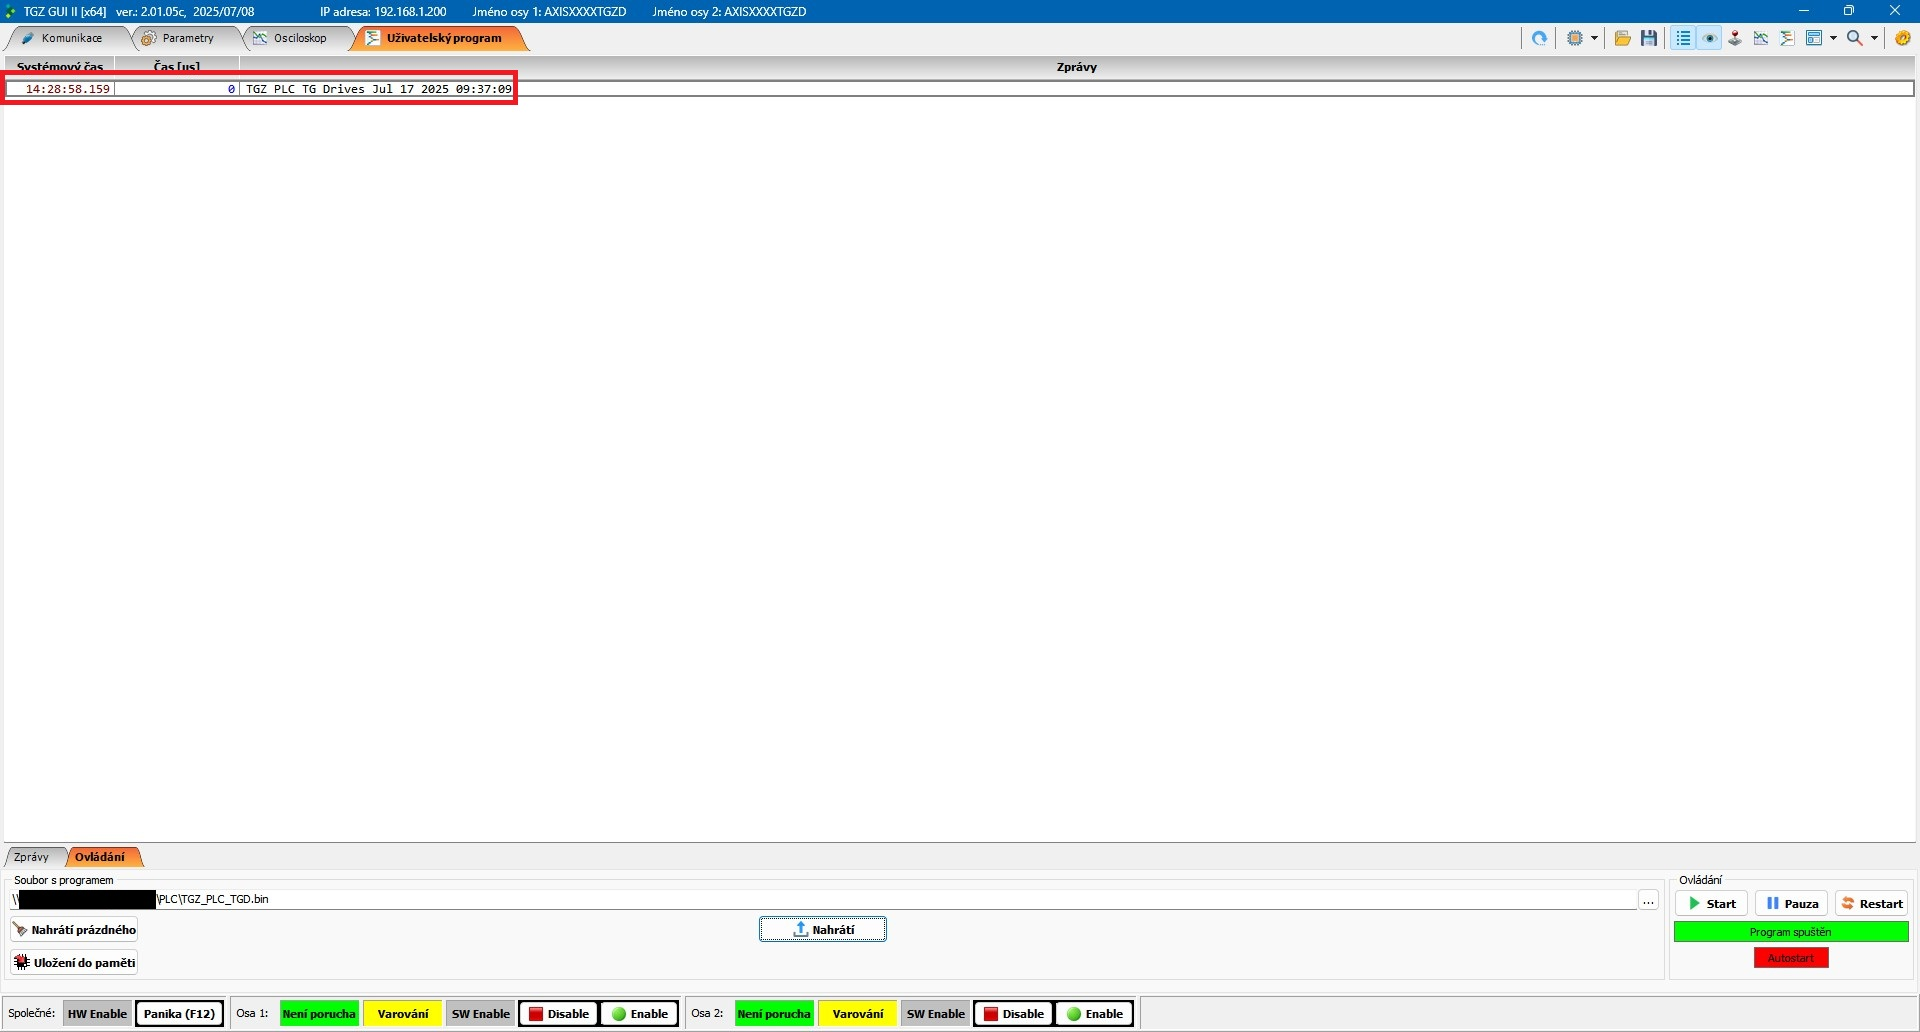 TGZ GUI II [x64] ver.: 2.01.05c, 2025/07/08 IP adresa: 192.168.1.200 Jméno osy 1: AXISXXXXTGZD Jméno osy 2: AXISXXXXTGZD
Komunikace Parametry Osciloskop Uživatelský program
Systémový čas Čas [us] Zprávy
14:28:58.159 0 TGZ PLC TG Drives Jul 17 2025 09:37:09
Zprávy Ovládání
Soubor s programem
\\ \PLC\TGZ_PLC_TGD.bin ...
Nahrátí prázdného Nahrátí
Uložení do paměti
Ovládání
Start Pauza Restart
Program spuštěn
Autostart
Společné: HW Enable Panika (F12) Osa 1: Není porucha Varování SW Enable Disable Enable Osa 2: Není porucha Varování SW Enable Disable Enable